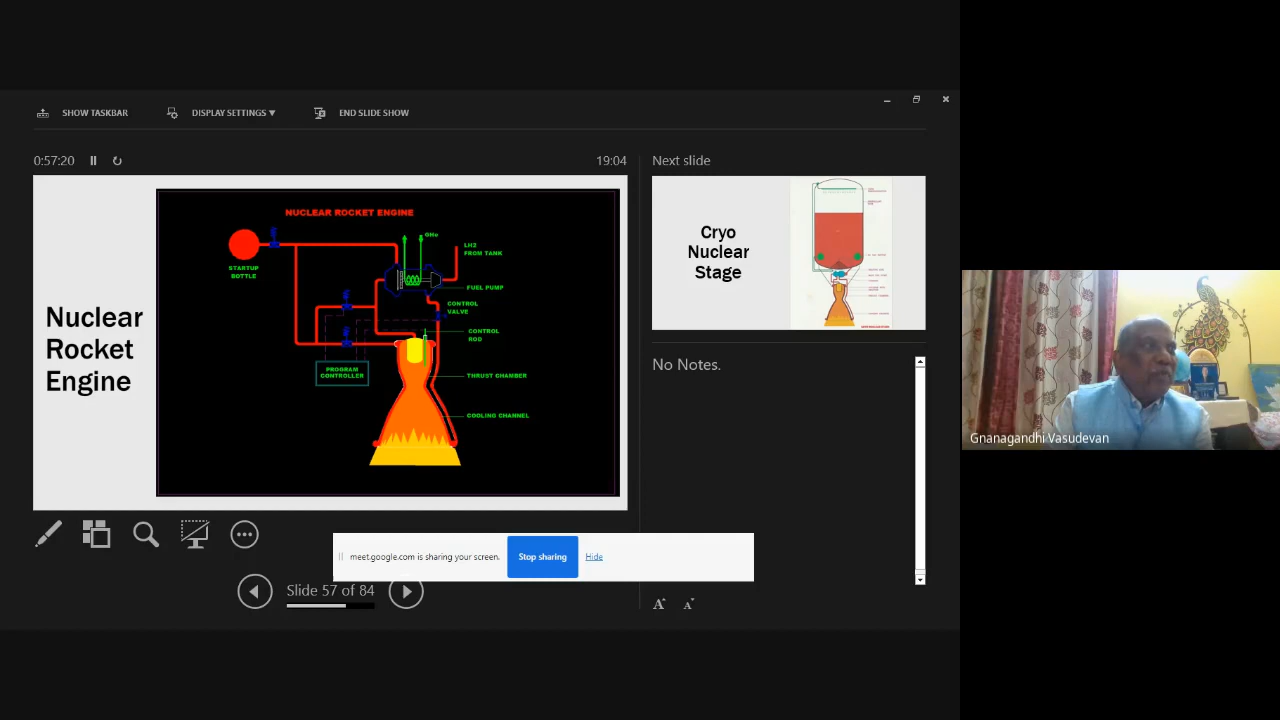 SHOW TASKBAR
DISPLAY SETTINGS ▼
END SLIDE SHOW
0:57:20
19:04
Next slide
NUCLEAR ROCKET ENGINE
STARTUP
BOTTLE
GHe
LH2
FROM TANK
FUEL PUMP
CONTROL
VALVE
CONTROL
ROD
PROGRAM
CONTROLLER
THRUST CHAMBER
COOLING CHANNEL
Nuclear
Rocket
Engine
Cryo
Nuclear
Stage
No Notes.
meet.google.com is sharing your screen.
Stop sharing
Hide
Slide 57 of 84
A
A
Gnanagandhi Vasudevan